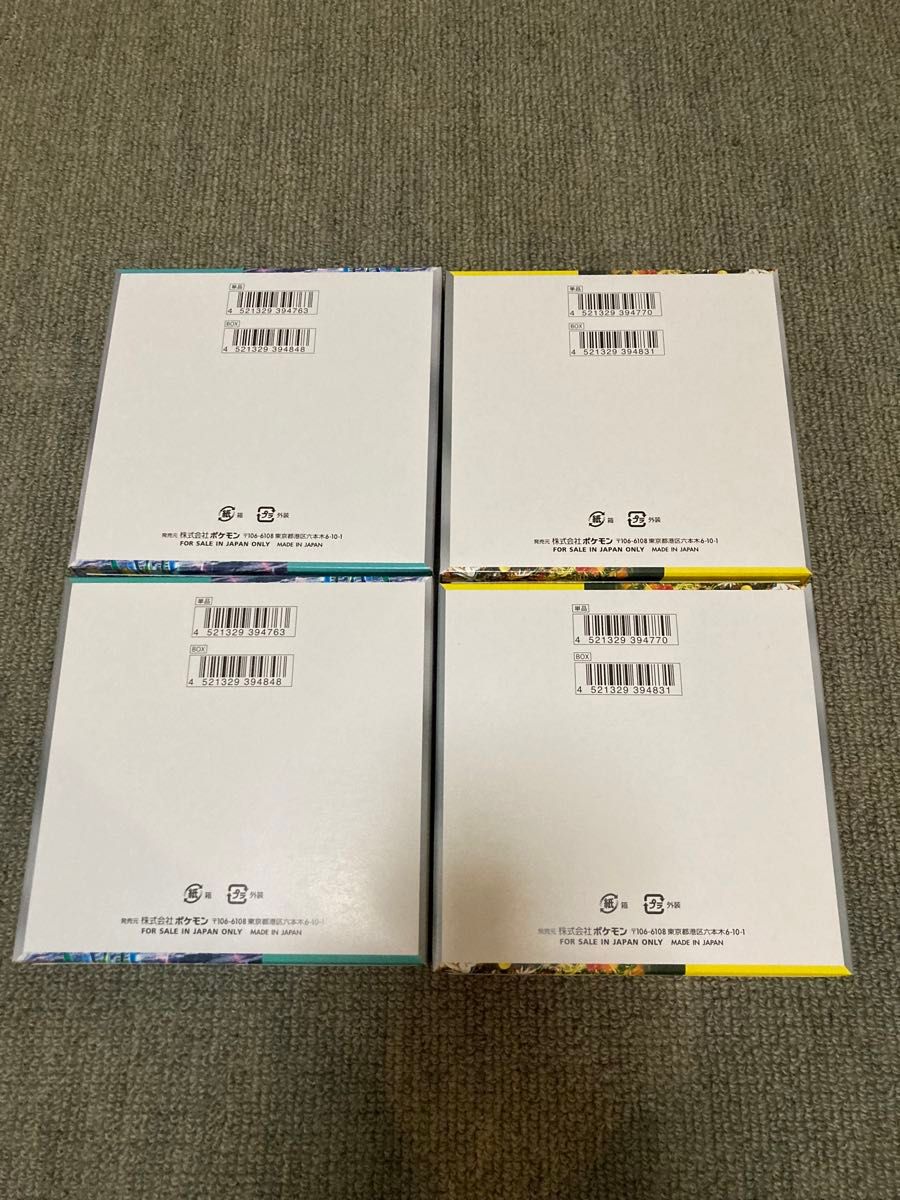 単品
4 521329 394763
BOX
4 521329 394848
紙 箱 プラ 外装
発売元 株式会社 ポケモン 〒106-6108 東京都港区六本木6-10-1
FOR SALE IN JAPAN ONLY MADE IN JAPAN
単品
4 521329 394770
BOX
4 521329 394831
紙 箱 プラ 外装
発売元 株式会社 ポケモン 〒106-6108 東京都港区六本木6-10-1
FOR SALE IN JAPAN ONLY MADE IN JAPAN
単品
4 521329 394763
BOX
4 521329 394848
紙 箱 プラ 外装
発売元 株式会社 ポケモン 〒106-6108 東京都港区六本木6-10-1
FOR SALE IN JAPAN ONLY MADE IN JAPAN
単品
4 521329 394770
BOX
4 521329 394831
紙 箱 プラ 外装
発売元 株式会社 ポケモン 〒106-6108 東京都港区六本木6-10-1
FOR SALE IN JAPAN ONLY MADE IN JAPAN